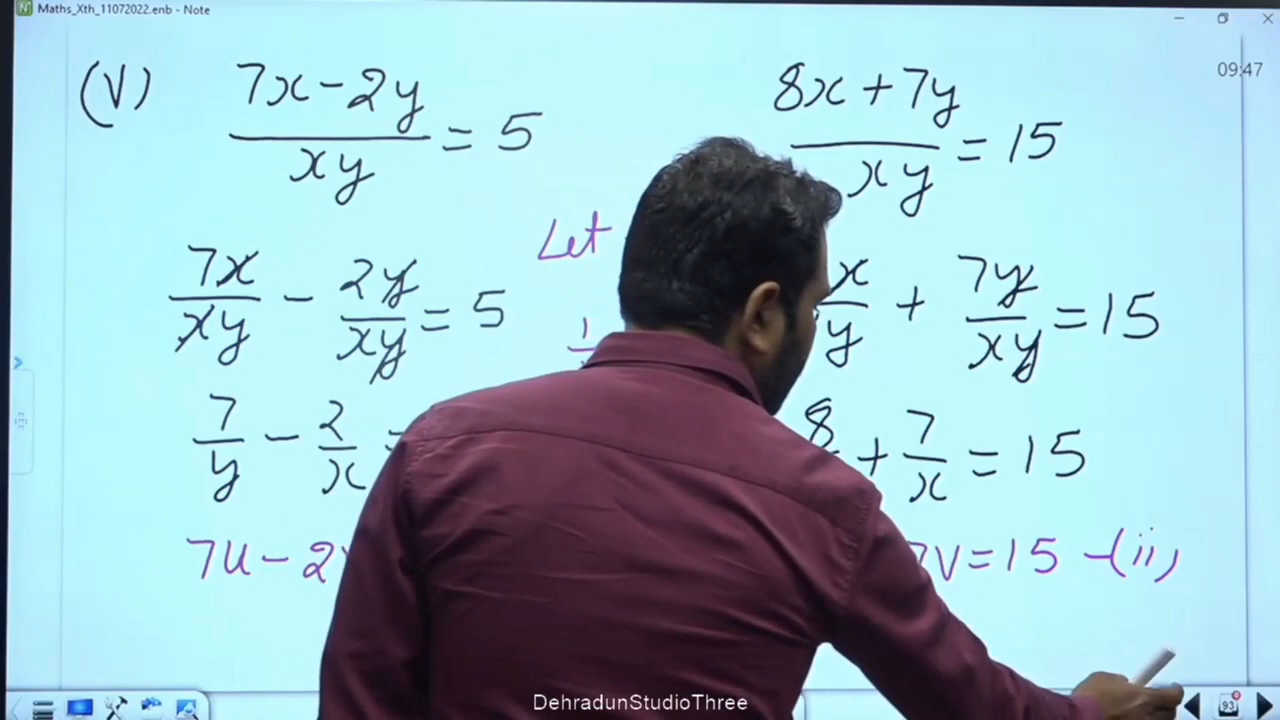 Maths_Xth_11072022.enb - Note
09:47
(V) 7x-2y/xy = 5
8x+7y/xy = 15
Let
7x/xy - 2y/xy = 5
x/y + 7y/xy = 15
7/y - 2/x =
8 + 7/x = 15
7u-2
v=15 -(ii)
93
DehradunStudioThree